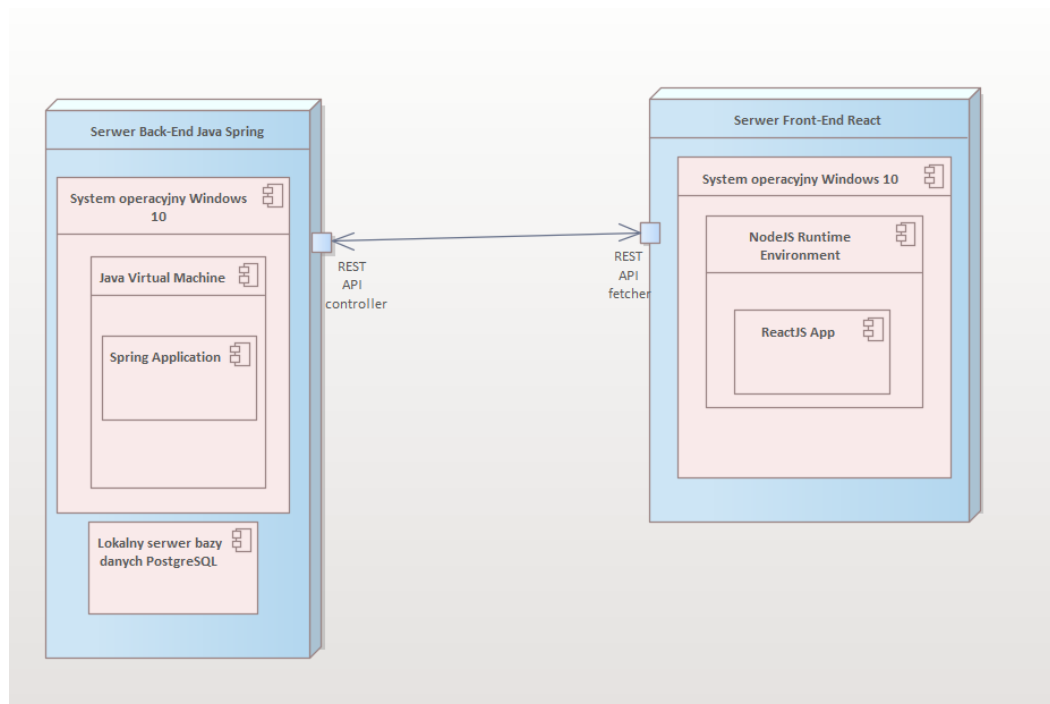 Serwer Back-End Java Spring
System operacyjny Windows
10
Java Virtual Machine
Spring Application
Lokalny serwer bazy
danych PostgreSQL
REST
API
controller
REST
API
fetcher
Serwer Front-End React
System operacyjny Windows 10
NodeJS Runtime
Environment
ReactJS App